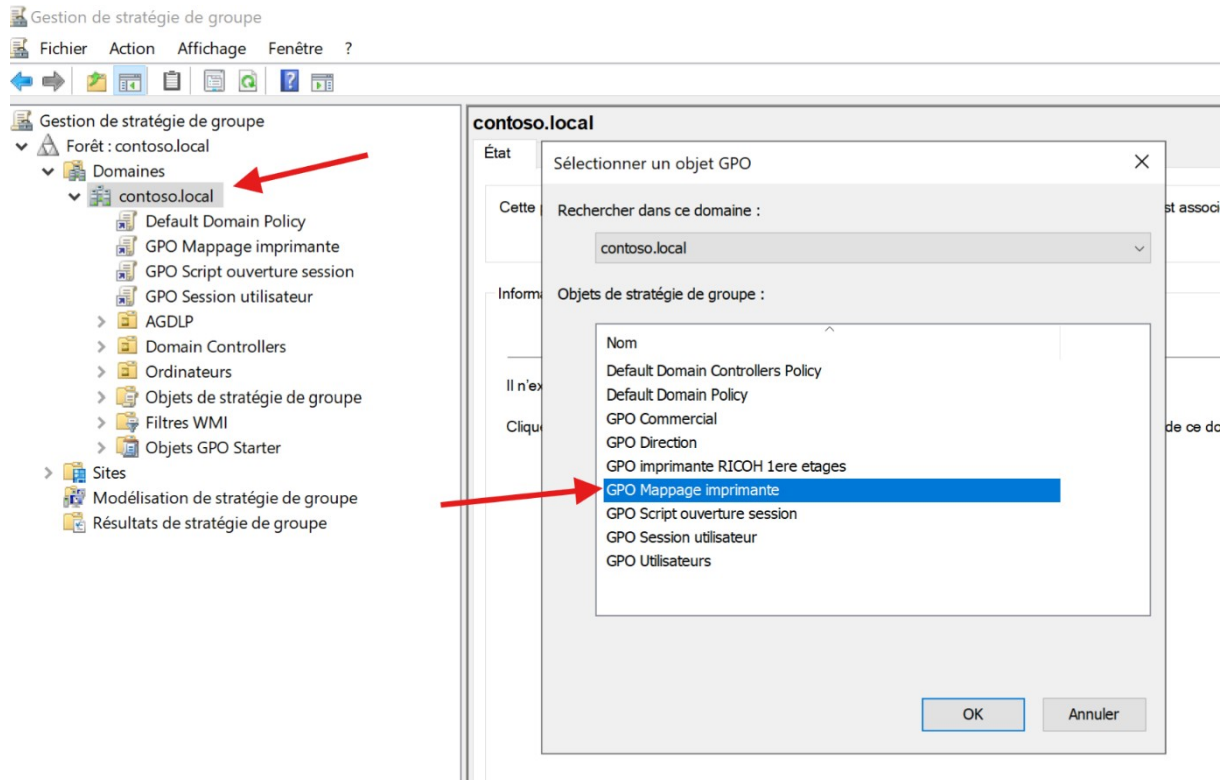 Gestion de stratégie de groupe
Fichier Action Affichage Fenêtre ?
Gestion de stratégie de groupe
Forêt : contoso.local
Domaines
contoso.local
Default Domain Policy
GPO Mappage imprimante
GPO Script ouverture session
GPO Session utilisateur
AGDLP
Domain Controllers
Ordinateurs
Objets de stratégie de groupe
Filtres WMI
Objets GPO Starter
Sites
Modélisation de stratégie de groupe
Résultats de stratégie de groupe
contoso.local
État
Cette
st associ
Informa
Il n'ex
Cliqu
de ce do
Sélectionner un objet GPO
Rechercher dans ce domaine :
contoso.local
Objets de stratégie de groupe :
Nom
Default Domain Controllers Policy
Default Domain Policy
GPO Commercial
GPO Direction
GPO imprimante RICOH 1ere etages
GPO Mappage imprimante
GPO Script ouverture session
GPO Session utilisateur
GPO Utilisateurs
OK Annuler